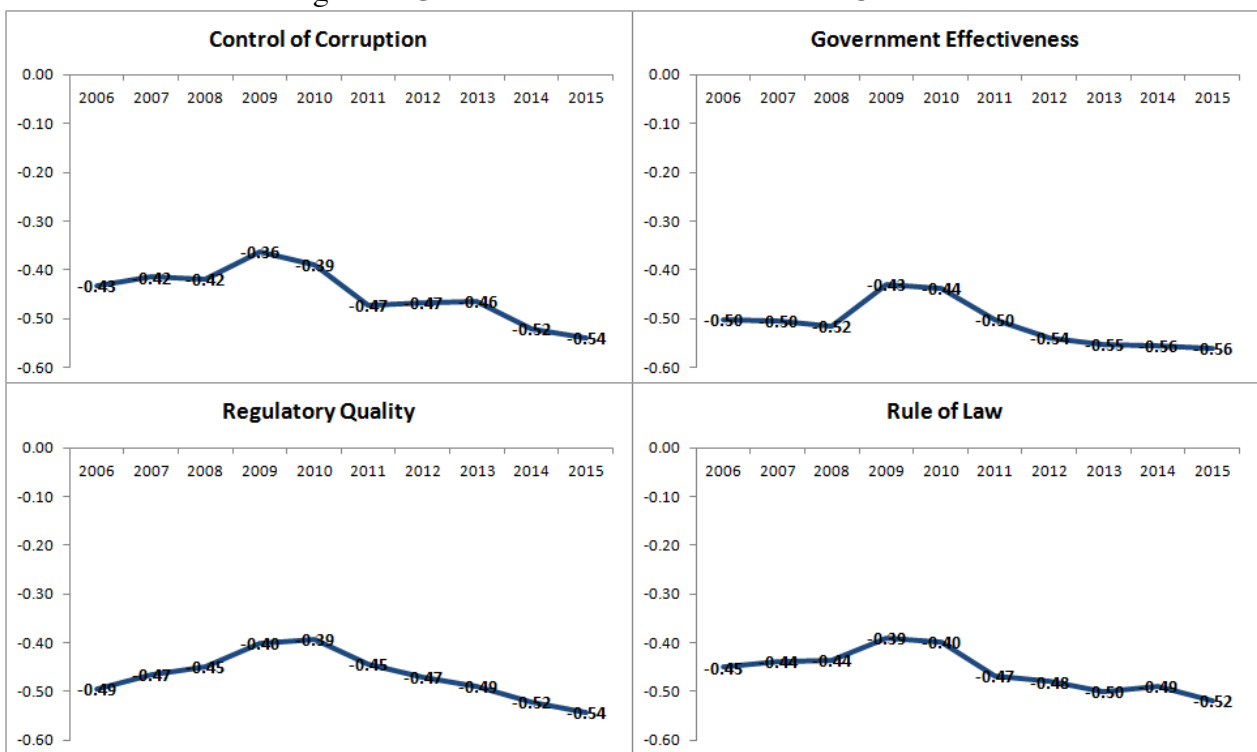 Control of Corruption
0.00
2006 2007 2008 2009 2010 2011 2012 2013 2014 2015
-0.10
-0.20
-0.30
-0.40
-0.50
-0.60
-0.43 -0.42 -0.42 -0.36 -0.39 -0.47 -0.47 -0.46 -0.52 -0.54
Government Effectiveness
0.00
2006 2007 2008 2009 2010 2011 2012 2013 2014 2015
-0.10
-0.20
-0.30
-0.40
-0.50
-0.60
-0.50 -0.50 -0.52 -0.43 -0.44 -0.50 -0.54 -0.55 -0.56 -0.56
Regulatory Quality
0.00
2006 2007 2008 2009 2010 2011 2012 2013 2014 2015
-0.10
-0.20
-0.30
-0.40
-0.50
-0.60
-0.49 -0.47 -0.45 -0.40 -0.39 -0.45 -0.47 -0.49 -0.52 -0.54
Rule of Law
0.00
2006 2007 2008 2009 2010 2011 2012 2013 2014 2015
-0.10
-0.20
-0.30
-0.40
-0.50
-0.60
-0.45 -0.44 -0.44 -0.39 -0.40 -0.47 -0.48 -0.50 -0.49 -0.52